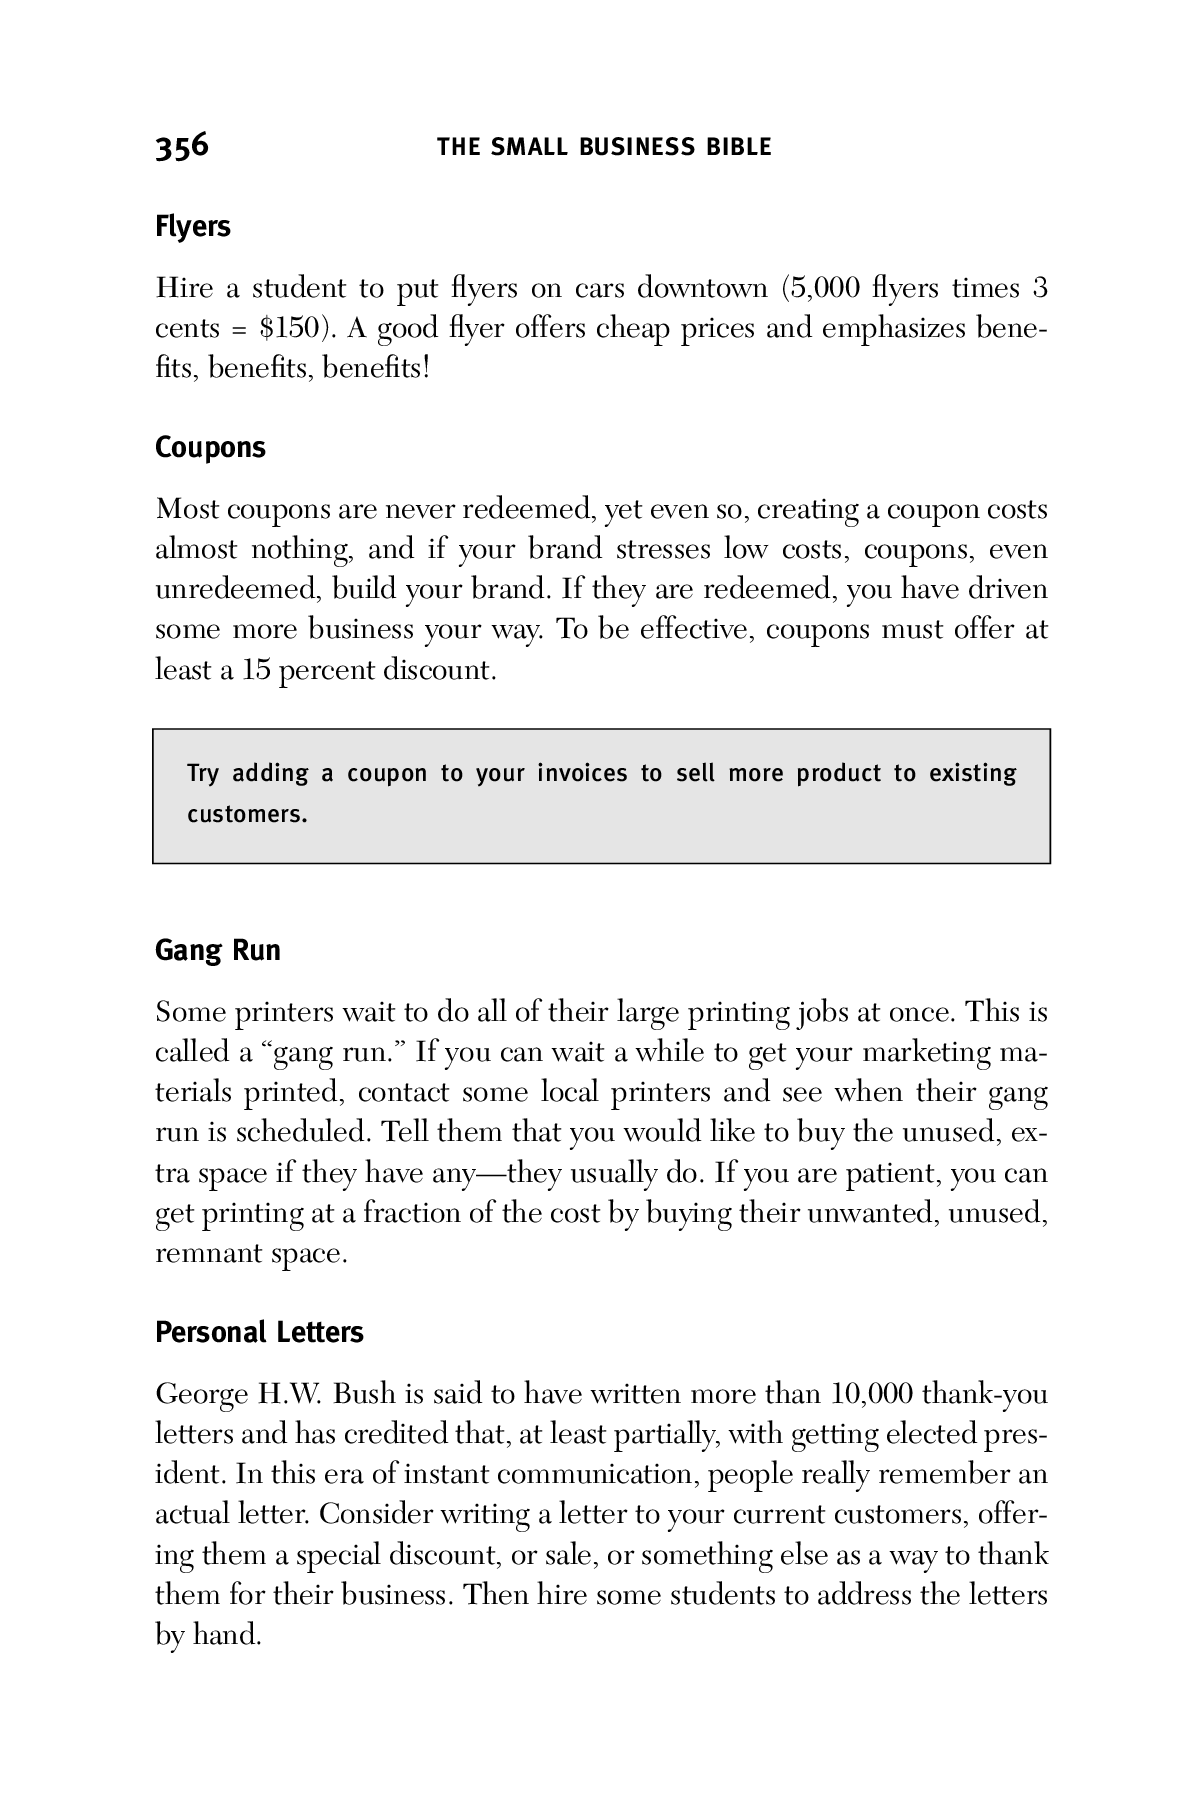 356
THE SMALL BUSINESS BIBLE
Flyers
Hire a student to put flyers on cars downtown (5,000 flyers times 3
cents = $150). A good flyer offers cheap prices and emphasizes bene-
fits, benefits, benefits!
Coupons
Most coupons are never redeemed, yet even so, creating a coupon costs
almost nothing, and if your brand stresses low costs, coupons, even
unredeemed, build your brand. If they are redeemed, you have driven
some more business your way. To be effective, coupons must offer at
least a 15 percent discount.
Try adding a coupon to your invoices to sell more product to existing
customers.
Gang Run
Some printers wait to do all of their large printing jobs at once. This is
called a “gang run.” If you can wait a while to get your marketing ma-
terials printed, contact some local printers and see when their gang
run is scheduled. Tell them that you would like to buy the unused, ex-
tra space if they have any—they usually do. If you are patient, you can
get printing at a fraction of the cost by buying their unwanted, unused,
remnant space.
Personal Letters
George H.W. Bush is said to have written more than 10,000 thank-you
letters and has credited that, at least partially, with getting elected pres-
ident. In this era of instant communication, people really remember an
actual letter. Consider writing a letter to your current customers, offer-
ing them a special discount, or sale, or something else as a way to thank
them for their business. Then hire some students to address the letters
by hand.